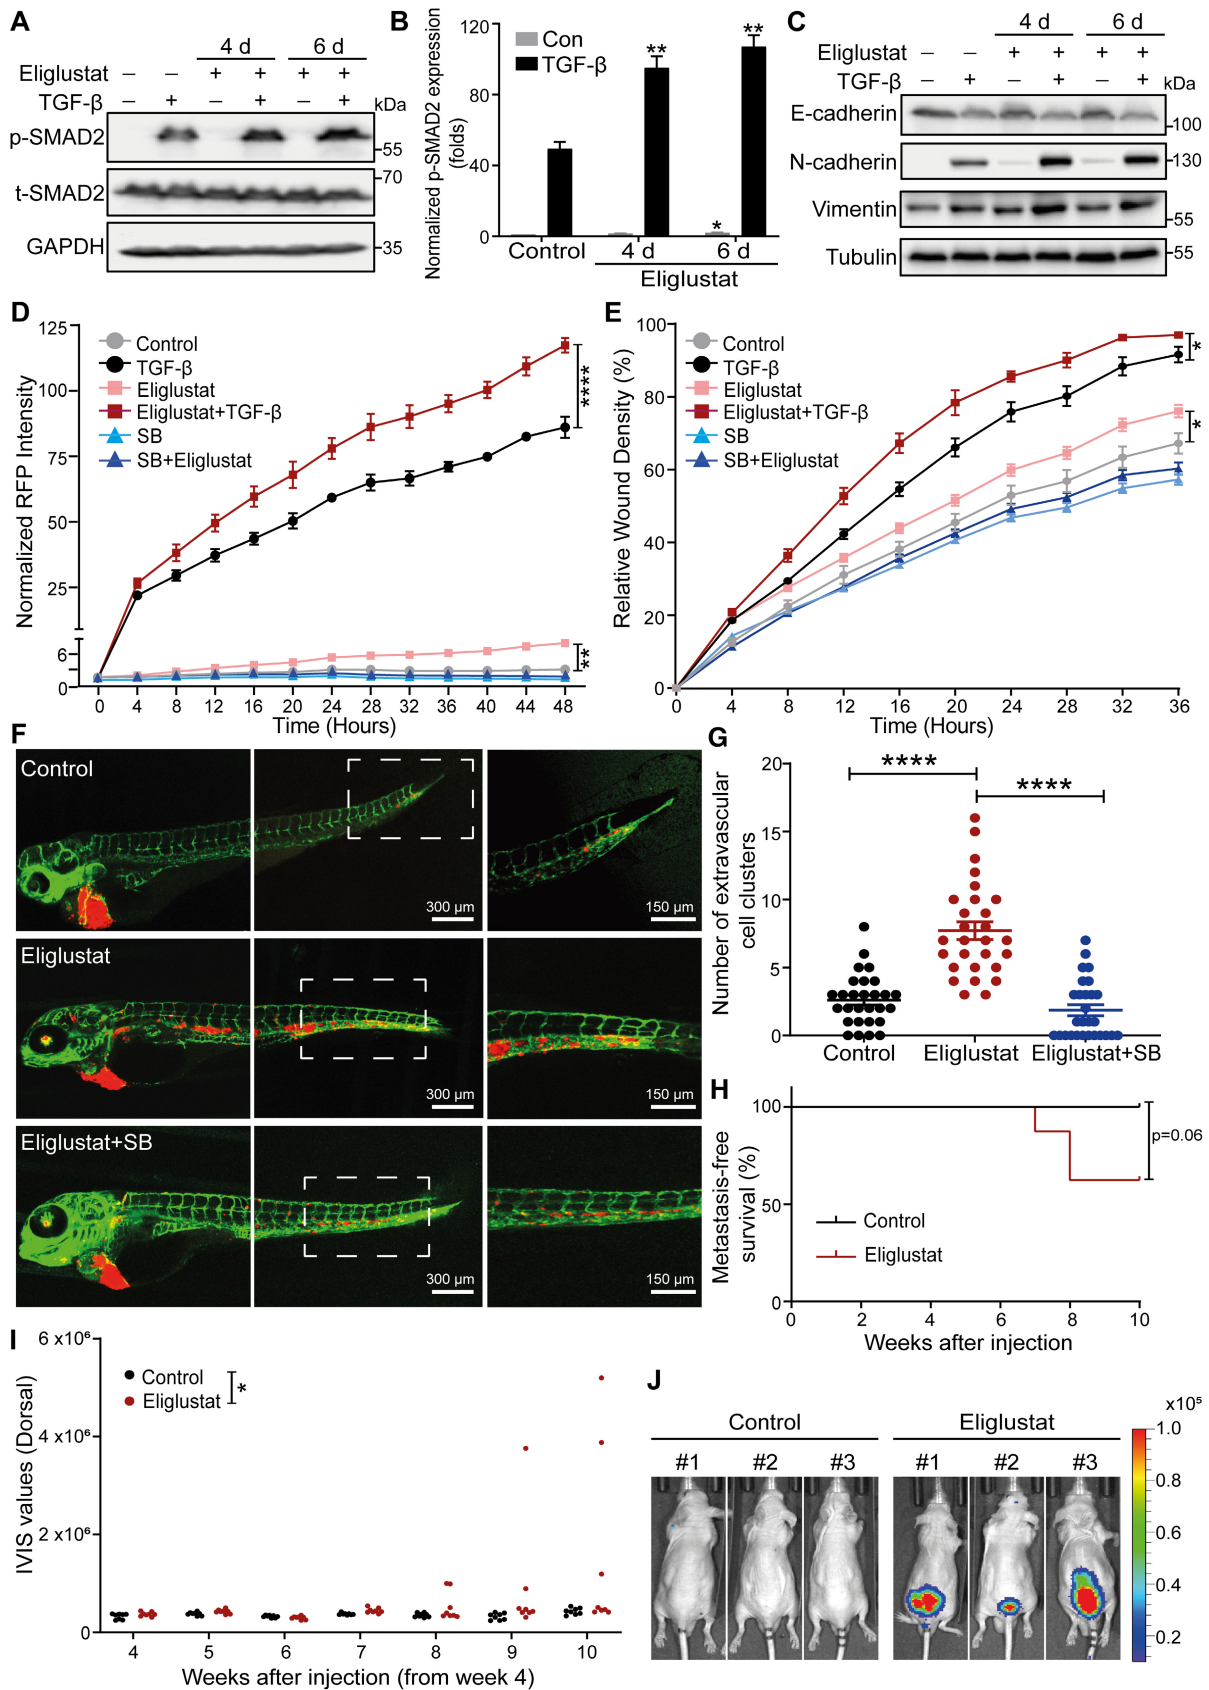 A
4 d 6 d
Eliglustat – – + + + +
TGF-β – + – + – + kDa
p-SMAD2
55
70
t-SMAD2
GAPDH
35
B
Normalized p-SMAD2 expression
(folds)
120
80
40
0
Con
TGF-β
**
**
*
Control 4 d 6 d
Eliglustat
C
4 d 6 d
Eliglustat – – + + + +
TGF-β – + – + – + kDa
E-cadherin
100
N-cadherin
130
Vimentin
55
Tubulin
55
D
Normalized RFP Intensity
125
100
75
50
25
6
0
Control
TGF-β
Eliglustat
Eliglustat+TGF-β
SB
SB+Eliglustat
****
**
0 4 8 12 16 20 24 28 32 36 40 44 48
Time (Hours)
E
Relative Wound Density (%)
100
80
60
40
20
0
Control
TGF-β
Eliglustat
Eliglustat+TGF-β
SB
SB+Eliglustat
*
*
0 4 8 12 16 20 24 28 32 36
Time (Hours)
F
Control
300 μm
150 μm
Eliglustat
300 μm
150 μm
Eliglustat+SB
300 μm
150 μm
G
Number of extravascular
cell clusters
20
15
10
5
0
****
****
Control Eliglustat Eliglustat+SB
H
Metastasis-free
survival (%)
100
50
0
p=0.06
Control
Eliglustat
0 2 4 6 8 10
Weeks after injection
I
IVIS values (Dorsal)
6 x10⁶
4 x10⁶
2 x10⁶
0
Control
Eliglustat
*
4 5 6 7 8 9 10
Weeks after injection (from week 4)
J
Control Eliglustat
#1 #2 #3 #1 #2 #3
x10⁵
1.0
0.8
0.6
0.4
0.2